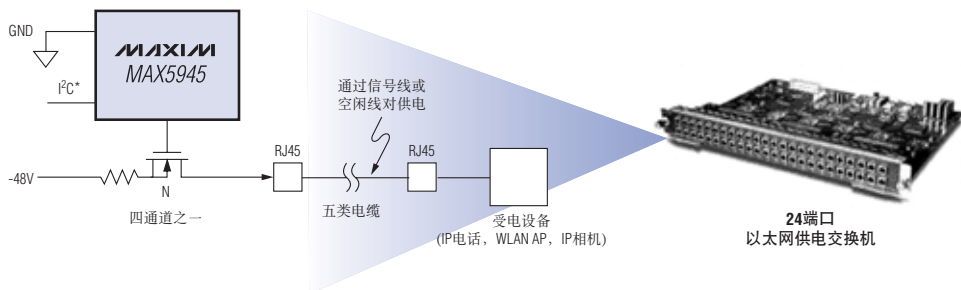 GND
MAXIM
MAX5945
I²C*
通过信号线或
空闲线对供电
RJ45
RJ45
-48V
N
四通道之一
五类电缆
受电设备
(IP电话，WLAN AP，IP相机)
24端口
以太网供电交换机